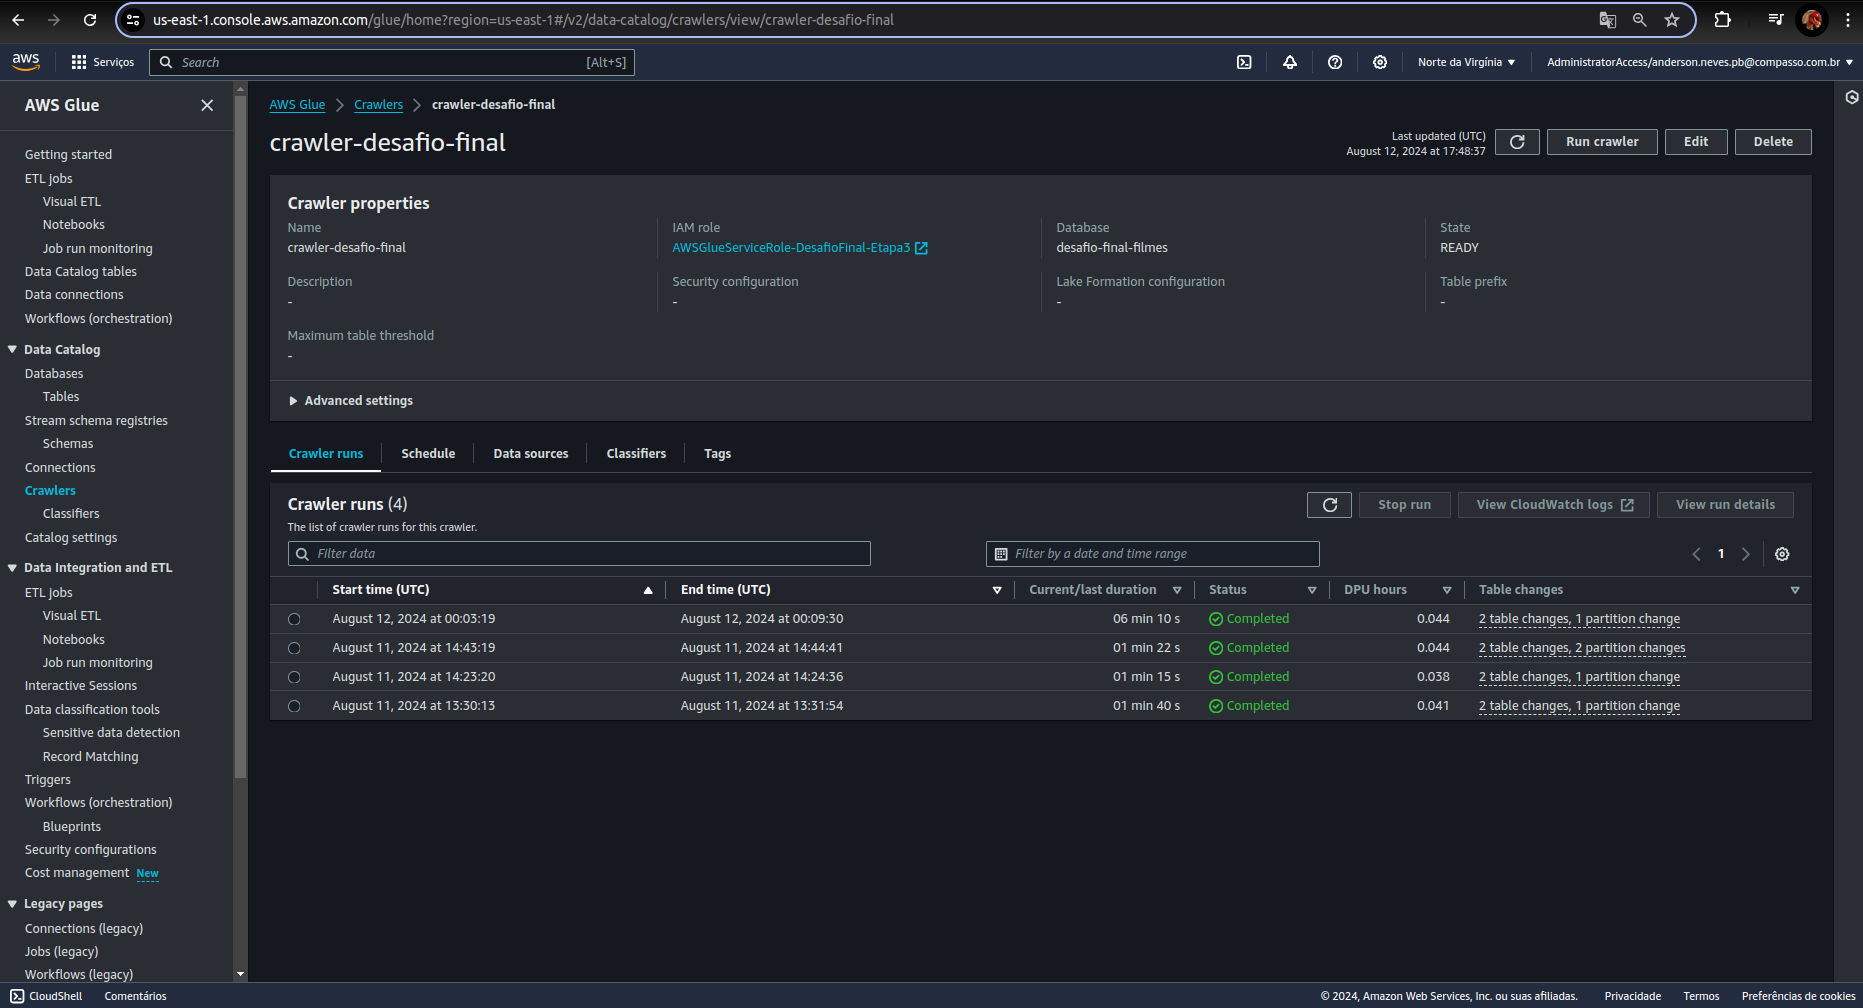 us-east-1.console.aws.amazon.com/glue/home?region=us-east-1#/v2/data-catalog/crawlers/view/crawler-desafio-final
aws Serviços Search [Alt+S] Norte da Virgínia AdministratorAccess/anderson.neves.pb@compasso.com.br
AWS Glue
Getting started
ETL jobs
Visual ETL
Notebooks
Job run monitoring
Data Catalog tables
Data connections
Workflows (orchestration)
Data Catalog
Databases
Tables
Stream schema registries
Schemas
Connections
Crawlers
Classifiers
Catalog settings
Data Integration and ETL
ETL jobs
Visual ETL
Notebooks
Job run monitoring
Interactive Sessions
Data classification tools
Sensitive data detection
Record Matching
Triggers
Workflows (orchestration)
Blueprints
Security configurations
Cost management New
Legacy pages
Connections (legacy)
Jobs (legacy)
Workflows (legacy)
AWS Glue Crawlers crawler-desafio-final
crawler-desafio-final
Last updated (UTC)
August 12, 2024 at 17:48:37
Run crawler Edit Delete
Crawler properties
Name IAM role Database State
crawler-desafio-final AWSGlueServiceRole-DesafioFinal-Etapa3 desafio-final-filmes READY
Description Security configuration Lake Formation configuration Table prefix
- - - -
Maximum table threshold
-
Advanced settings
Crawler runs Schedule Data sources Classifiers Tags
Crawler runs (4) Stop run View CloudWatch logs View run details
The list of crawler runs for this crawler.
Filter data Filter by a date and time range 1
Start time (UTC) End time (UTC) Current/last duration Status DPU hours Table changes
August 12, 2024 at 00:03:19 August 12, 2024 at 00:09:30 06 min 10 s Completed 0.044 2 table changes, 1 partition change
August 11, 2024 at 14:43:19 August 11, 2024 at 14:44:41 01 min 22 s Completed 0.044 2 table changes, 2 partition changes
August 11, 2024 at 14:23:20 August 11, 2024 at 14:24:36 01 min 15 s Completed 0.038 2 table changes, 1 partition change
August 11, 2024 at 13:30:13 August 11, 2024 at 13:31:54 01 min 40 s Completed 0.041 2 table changes, 1 partition change
CloudShell Comentários © 2024, Amazon Web Services, Inc. ou suas afiliadas. Privacidade Termos Preferências de cookies